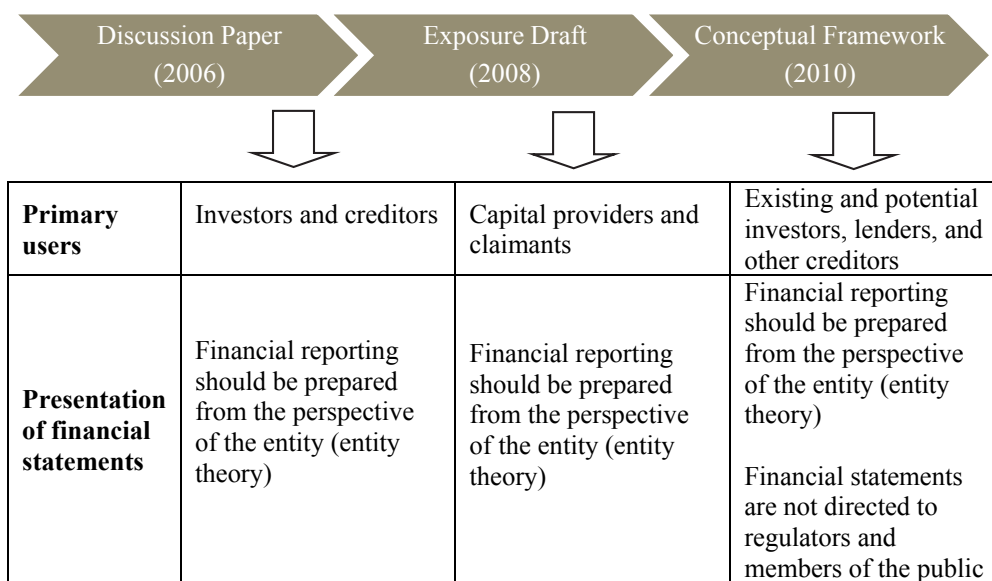 Discussion Paper
(2006)
Exposure Draft
(2008)
Conceptual Framework
(2010)
Primary
users
Investors and creditors
Capital providers and
claimants
Existing and potential
investors, lenders, and
other creditors
Presentation
of financial
statements
Financial reporting
should be prepared
from the perspective
of the entity (entity
theory)
Financial reporting
should be prepared
from the perspective
of the entity (entity
theory)
Financial reporting
should be prepared
from the perspective
of the entity (entity
theory)
Financial statements
are not directed to
regulators and
members of the public